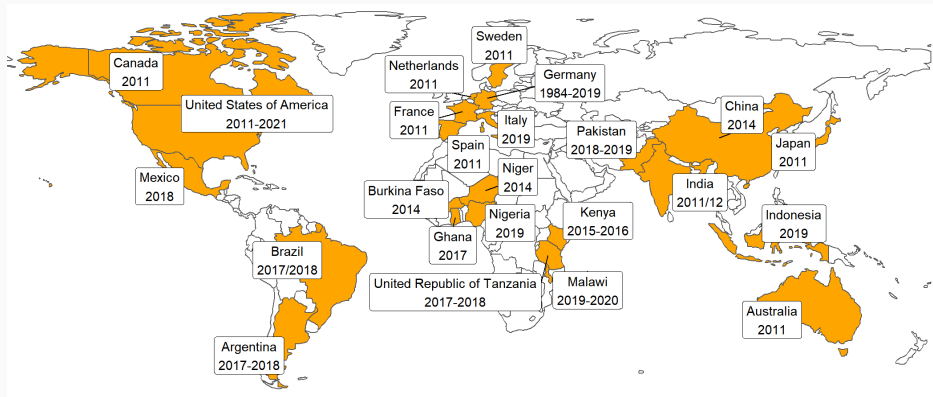 Sweden
2011
Canada
2011
Netherlands
2011
Germany
1984-2019
United States of America
2011-2021
France
2011
Italy
2019
China
2014
Pakistan
2018-2019
Japan
2011
Spain
2011
Mexico
2018
Niger
2014
India
2011/12
Burkina Faso
2014
Nigeria
2019
Kenya
2015-2016
Indonesia
2019
Ghana
2017
Brazil
2017/2018
United Republic of Tanzania
2017-2018
Malawi
2019-2020
Australia
2011
Argentina
2017-2018